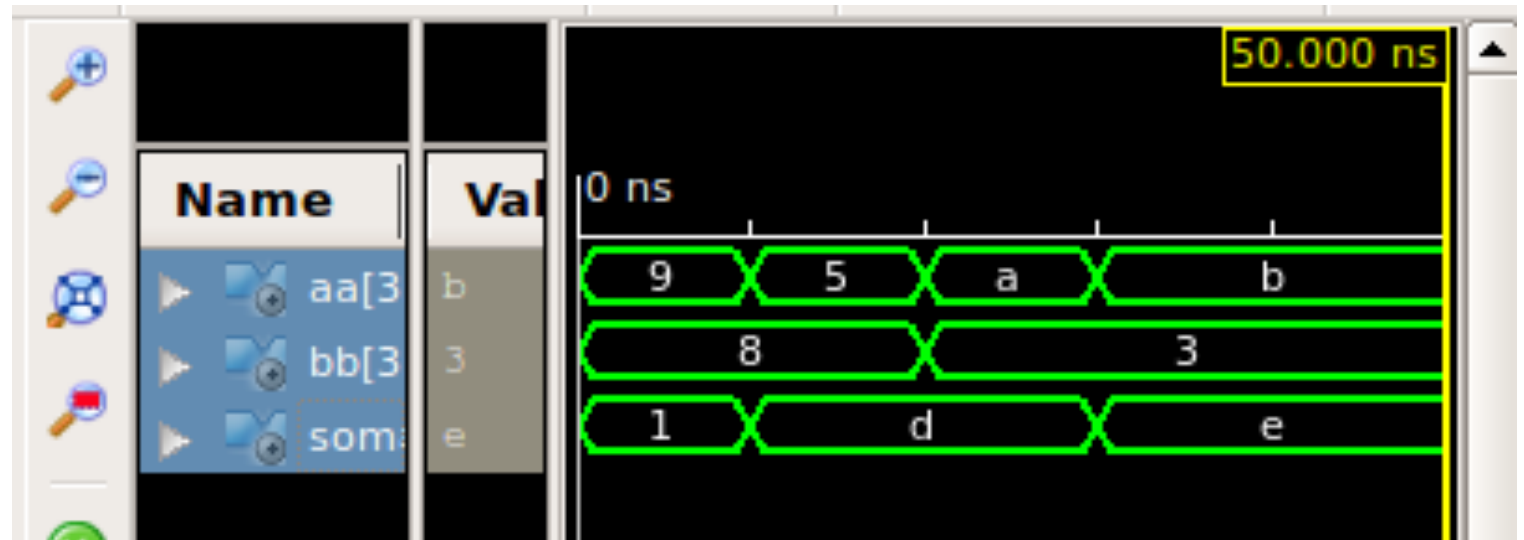 50.000 ns
Name Val 0 ns
aa[3 b 9 5 a b
bb[3 3 8 3
som e 1 d e